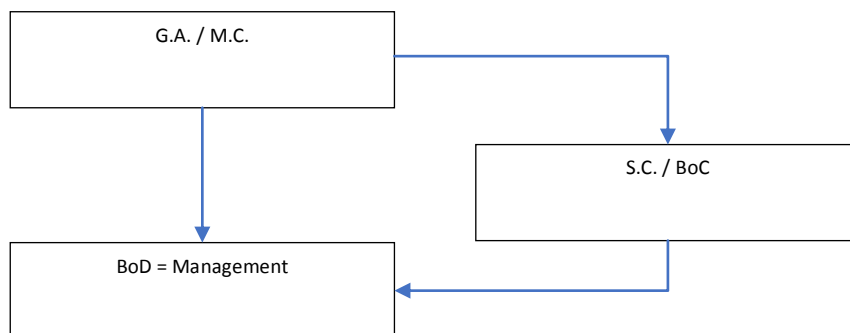 G.A. / M.C.
S.C. / BoC
BoD = Management